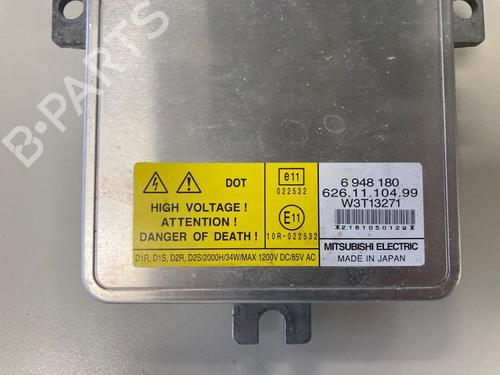 B-PARTS
DOT
HIGH VOLTAGE !
ATTENTION !
DANGER OF DEATH !
D1R, D1S, D2R, D2S/2000H/34W/MAX 1200V DC/85V AC
e11
022532
E11
10R-022532
6 948 180
626.11.104.99
W3T13271
*2161050129*
MITSUBISHI ELECTRIC
MADE IN JAPAN